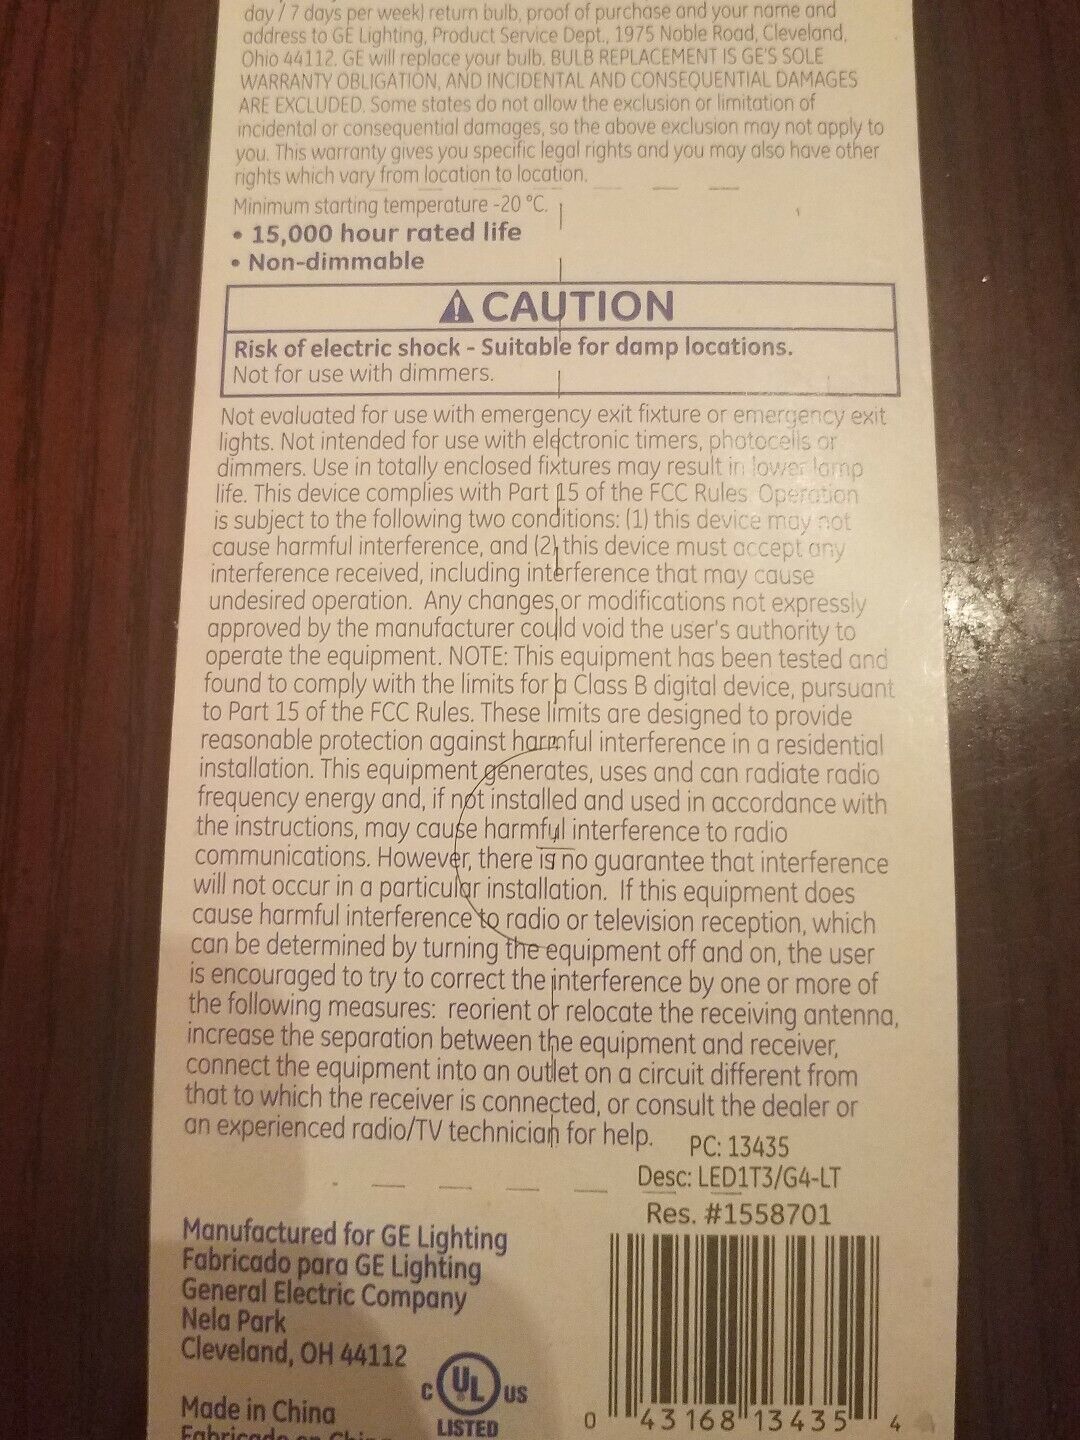 day / 7 days per week) return bulb, proof of purchase and your name and
address to GE Lighting, Product Service Dept., 1975 Noble Road, Cleveland,
Ohio 44112. GE will replace your bulb. BULB REPLACEMENT IS GE'S SOLE
WARRANTY OBLIGATION, AND INCIDENTAL AND CONSEQUENTIAL DAMAGES
ARE EXCLUDED. Some states do not allow the exclusion or limitation of
incidental or consequential damages, so the above exclusion may not apply to
you. This warranty gives you specific legal rights and you may also have other
rights which vary from location to location.
Minimum starting temperature -20 °C.
• 15,000 hour rated life
• Non-dimmable
CAUTION
Risk of electric shock - Suitable for damp locations.
Not for use with dimmers.
Not evaluated for use with emergency exit fixture or emergency exit
lights. Not intended for use with electronic timers, photocells or
dimmers. Use in totally enclosed fixtures may result in lower lamp
life. This device complies with Part 15 of the FCC Rules. Operation
is subject to the following two conditions: (1) this device may not
cause harmful interference, and (2) this device must accept any
interference received, including interference that may cause
undesired operation. Any changes or modifications not expressly
approved by the manufacturer could void the user's authority to
operate the equipment. NOTE: This equipment has been tested and
found to comply with the limits for a Class B digital device, pursuant
to Part 15 of the FCC Rules. These limits are designed to provide
reasonable protection against harmful interference in a residential
installation. This equipment generates, uses and can radiate radio
frequency energy and, if not installed and used in accordance with
the instructions, may cause harmful interference to radio
communications. However, there is no guarantee that interference
will not occur in a particular installation. If this equipment does
cause harmful interference to radio or television reception, which
can be determined by turning the equipment off and on, the user
is encouraged to try to correct the interference by one or more of
the following measures: reorient or relocate the receiving antenna,
increase the separation between the equipment and receiver,
connect the equipment into an outlet on a circuit different from
that to which the receiver is connected, or consult the dealer or
an experienced radio/TV technician for help.
PC: 13435
Desc: LED1T3/G4-LT
Res. #1558701
Manufactured for GE Lighting
Fabricado para GE Lighting
General Electric Company
Nela Park
Cleveland, OH 44112
C UL US
LISTED
Made in China
Fabricado en China
0 43168 13435 4